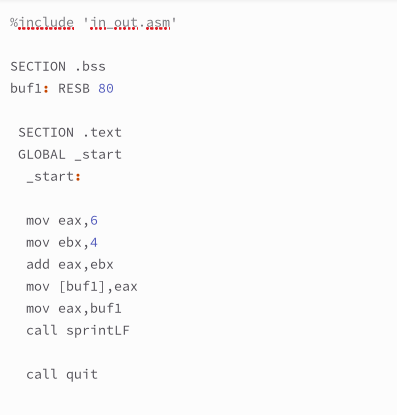 %include 'in_out.asm'
SECTION .bss
buf1: RESB 80
SECTION .text
GLOBAL _start
_start:
mov eax,6
mov ebx,4
add eax,ebx
mov [buf1],eax
mov eax,buf1
call sprintLF
call quit